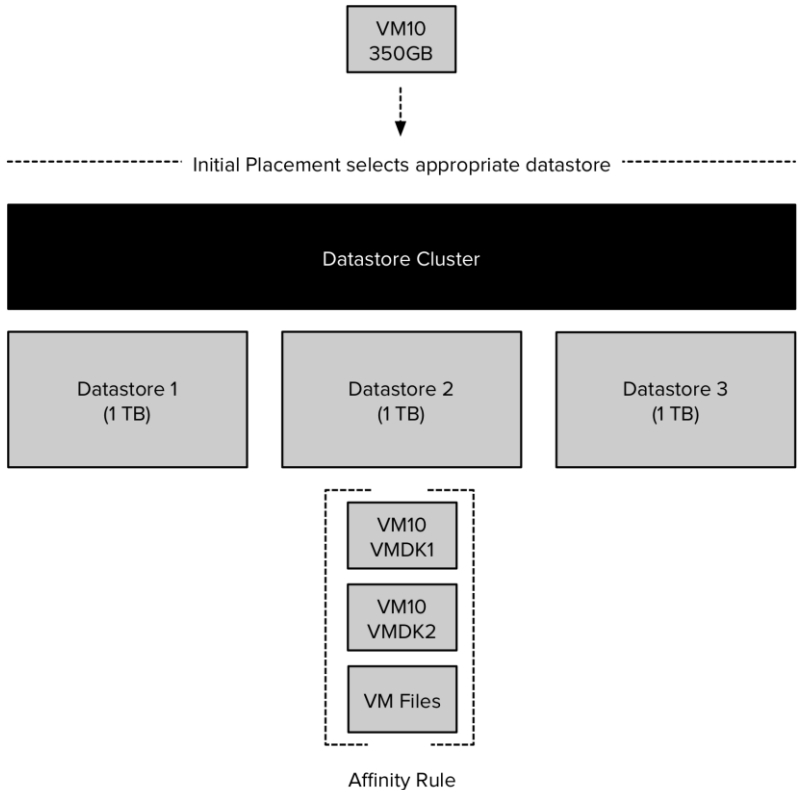 VM10
350GB
Initial Placement selects appropriate datastore
Datastore Cluster
Datastore 1
(1 TB)
Datastore 2
(1 TB)
Datastore 3
(1 TB)
VM10
VMDK1
VM10
VMDK2
VM Files
Affinity Rule